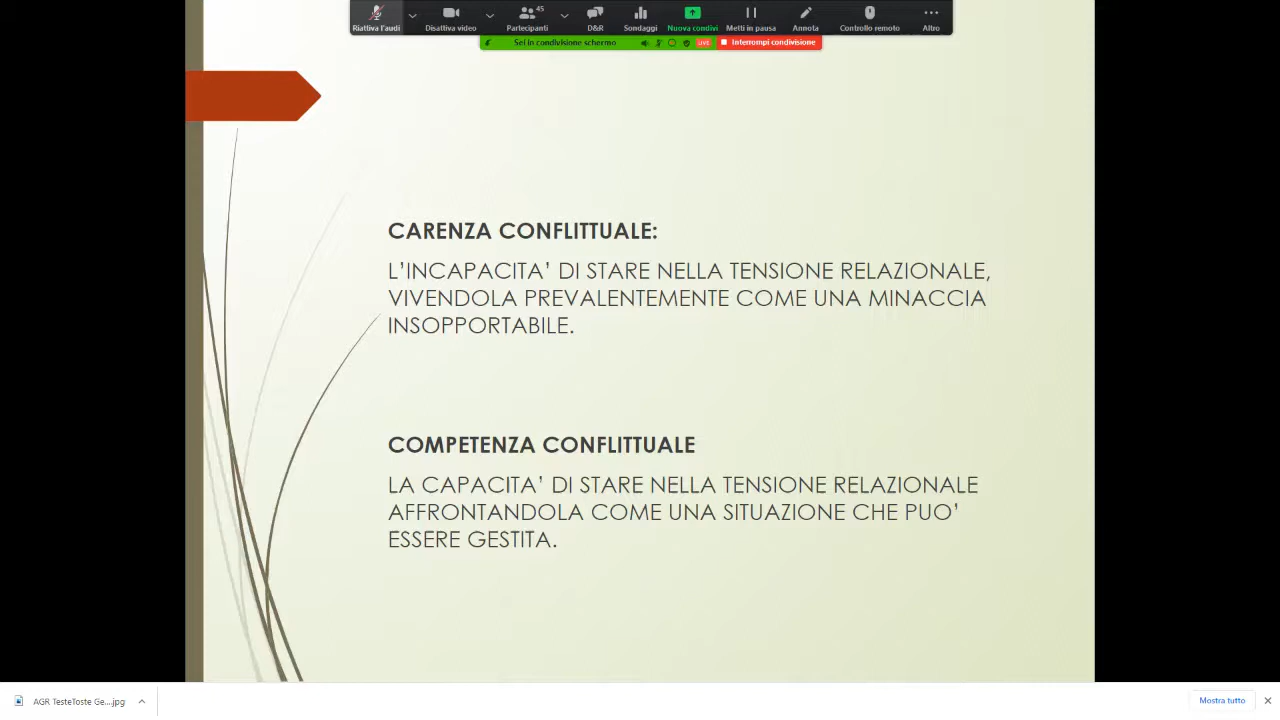 45
Riattiva l'audi Disattiva video Partecipanti D&R Sondaggi Nuova condivi Metti in pausa Annota Controllo remoto Altro
Sei in condivisione schermo LIVE Interrompi condivisione
CARENZA CONFLITTUALE:
L'INCAPACITA' DI STARE NELLA TENSIONE RELAZIONALE,
VIVENDOLA PREVALENTEMENTE COME UNA MINACCIA
INSOPPORTABILE.
COMPETENZA CONFLITTUALE
LA CAPACITA' DI STARE NELLA TENSIONE RELAZIONALE
AFFRONTANDOLA COME UNA SITUAZIONE CHE PUO'
ESSERE GESTITA.
AGR TesteToste Ge....jpg Mostra tutto